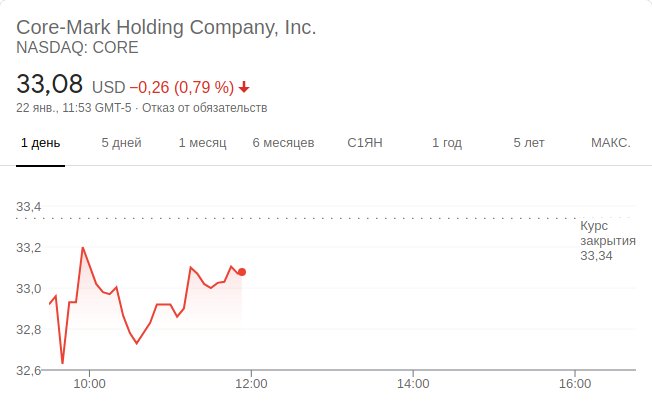 Core-Mark Holding Company, Inc.
NASDAQ: CORE
33,08 USD −0,26 (0,79 %)
22 янв., 11:53 GMT-5 · Отказ от обязательств
1 день 5 дней 1 месяц 6 месяцев С1ЯН 1 год 5 лет МАКС.
33,4
Курс
закрытия
33,34
33,2
33,0
32,8
32,6
10:00 12:00 14:00 16:00